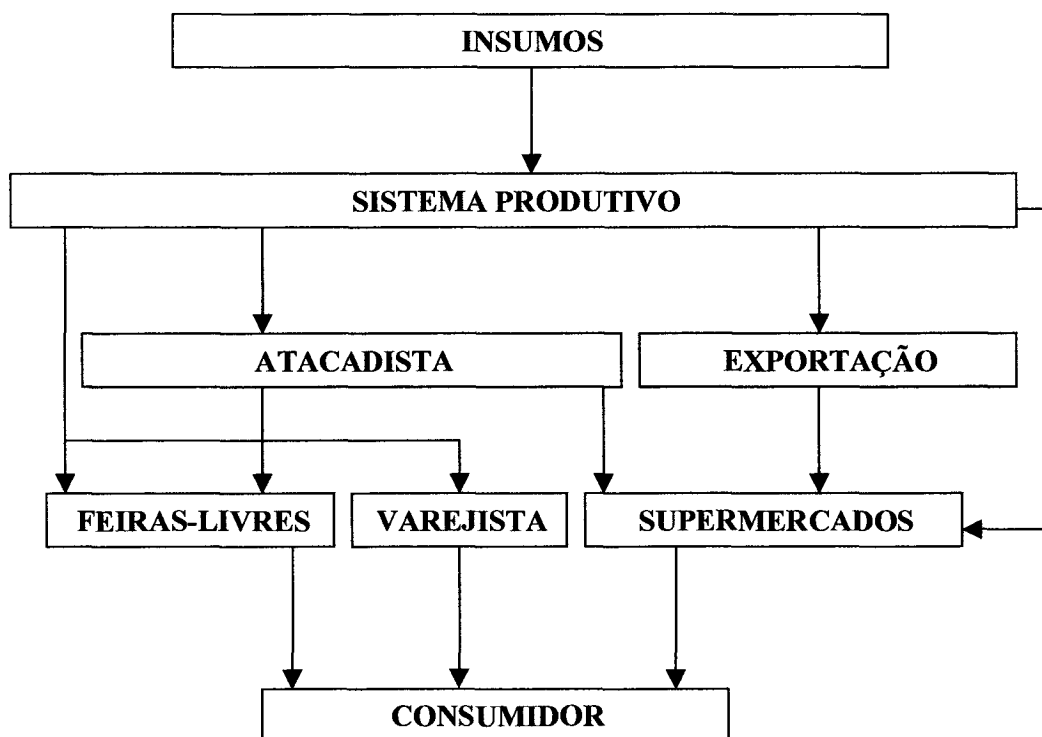 INSUMOS
SISTEMA PRODUTIVO
ATACADISTA
EXPORTAÇÃO
FEIRAS-LIVRES
VAREJISTA
SUPERMERCADOS
CONSUMIDOR